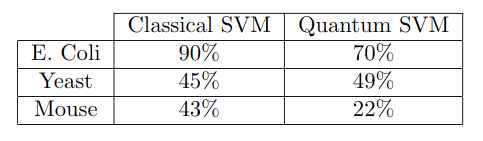 Classical SVM Quantum SVM
E. Coli 90% 70%
Yeast 45% 49%
Mouse 43% 22%